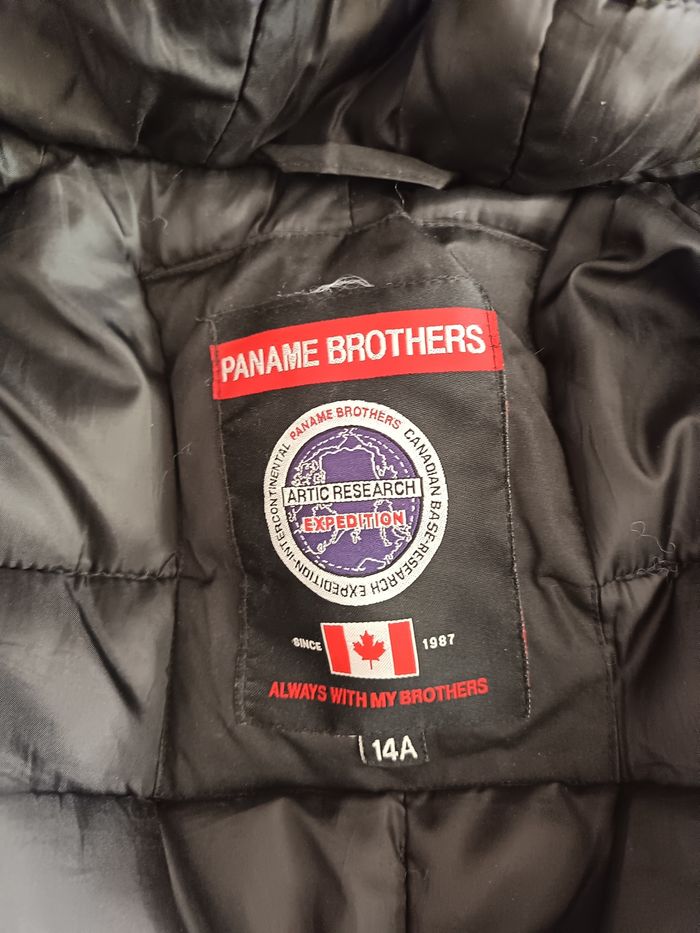 PANAME BROTHERS
PANAME BROTHERS CANADIAN BASE-RESEARCH EXPEDITION-INTERCONTINENTAL
ARTIC RESEARCH
EXPEDITION
SINCE 1987
ALWAYS WITH MY BROTHERS
14A